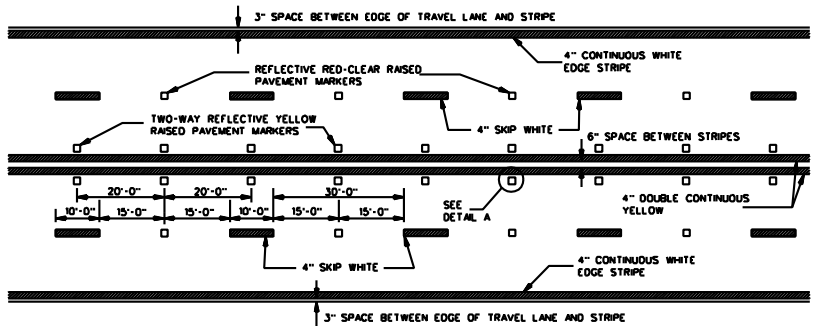 3" SPACE BETWEEN EDGE OF TRAVEL LANE AND STRIPE
4" CONTINUOUS WHITE
EDGE STRIPE
REFLECTIVE RED-CLEAR RAISED
PAVEMENT MARKERS
TWO-WAY REFLECTIVE YELLOW
RAISED PAVEMENT MARKERS
4" SKIP WHITE
6" SPACE BETWEEN STRIPES
20'-0" 20'-0" 30'-0"
10'-0" 15'-0" 15'-0" 10'-0" 15'-0" 15'-0"
SEE
DETAIL A
4" DOUBLE CONTINUOUS
YELLOW
4" SKIP WHITE
4" CONTINUOUS WHITE
EDGE STRIPE
3" SPACE BETWEEN EDGE OF TRAVEL LANE AND STRIPE